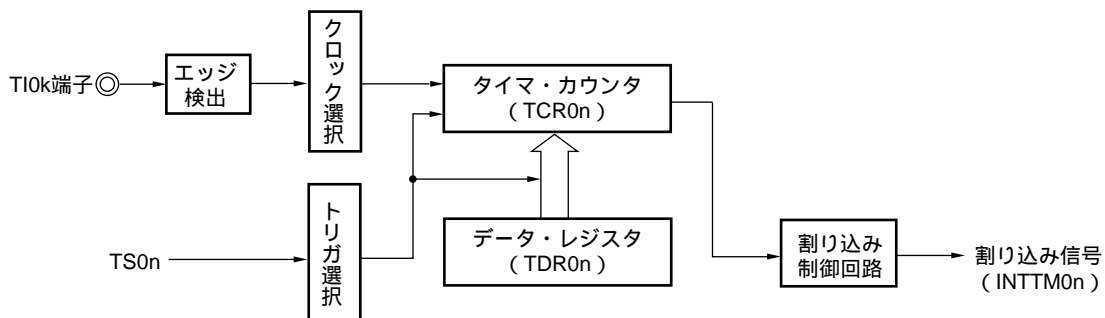 TI0k端子
エッジ
検出
クロック選択
タイマ・カウンタ
(TCR0n)
TS0n
トリガ選択
データ・レジスタ
(TDR0n)
割り込み
制御回路
割り込み信号
(INTTM0n)